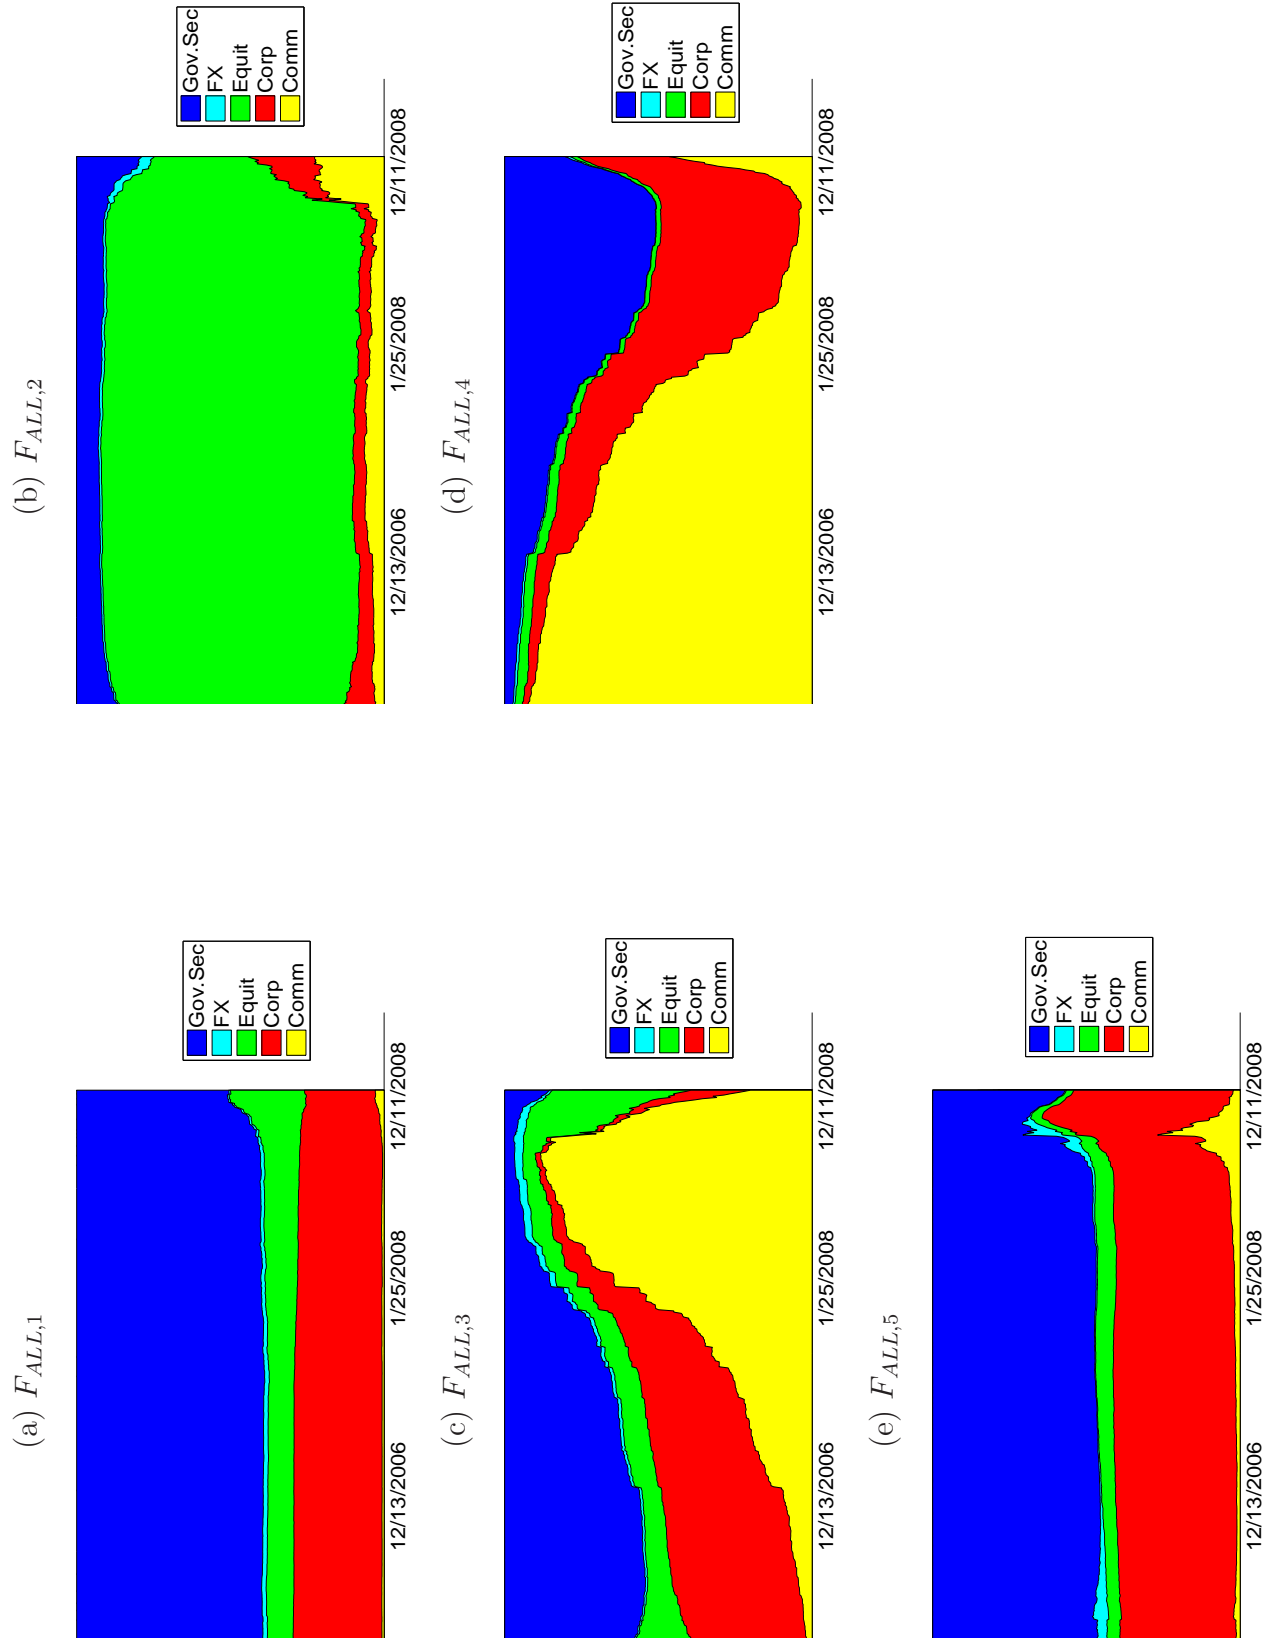 (a) F_{ALL,1}
Gov.Sec
FX
Equit
Corp
Comm
12/13/2006 1/25/2008 12/11/2008
(b) F_{ALL,2}
Gov.Sec
FX
Equit
Corp
Comm
12/13/2006 1/25/2008 12/11/2008
(c) F_{ALL,3}
Gov.Sec
FX
Equit
Corp
Comm
12/13/2006 1/25/2008 12/11/2008
(d) F_{ALL,4}
Gov.Sec
FX
Equit
Corp
Comm
12/13/2006 1/25/2008 12/11/2008
(e) F_{ALL,5}
Gov.Sec
FX
Equit
Corp
Comm
12/13/2006 1/25/2008 12/11/2008